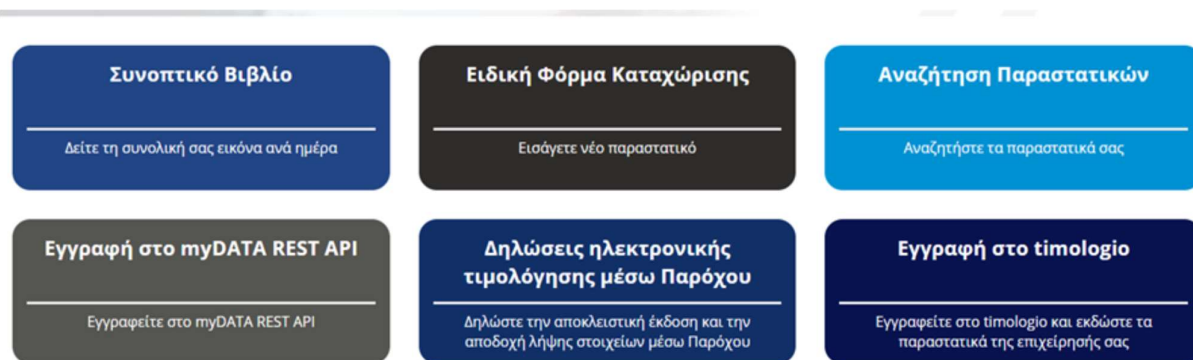 Συνοπτικό Βιβλίο
Δείτε τη συνολική σας εικόνα ανά ημέρα
Ειδική Φόρμα Καταχώρισης
Εισάγετε νέο παραστατικό
Αναζήτηση Παραστατικών
Αναζητήστε τα παραστατικά σας
Εγγραφή στο myDATA REST API
Εγγραφείτε στο myDATA REST API
Δηλώσεις ηλεκτρονικής
τιμολόγησης μέσω Παρόχου
Δηλώστε την αποκλειστική έκδοση και την
αποδοχή λήψης στοιχείων μέσω Παρόχου
Εγγραφή στο timologio
Εγγραφείτε στο timologio και εκδώστε τα
παραστατικά της επιχείρησής σας